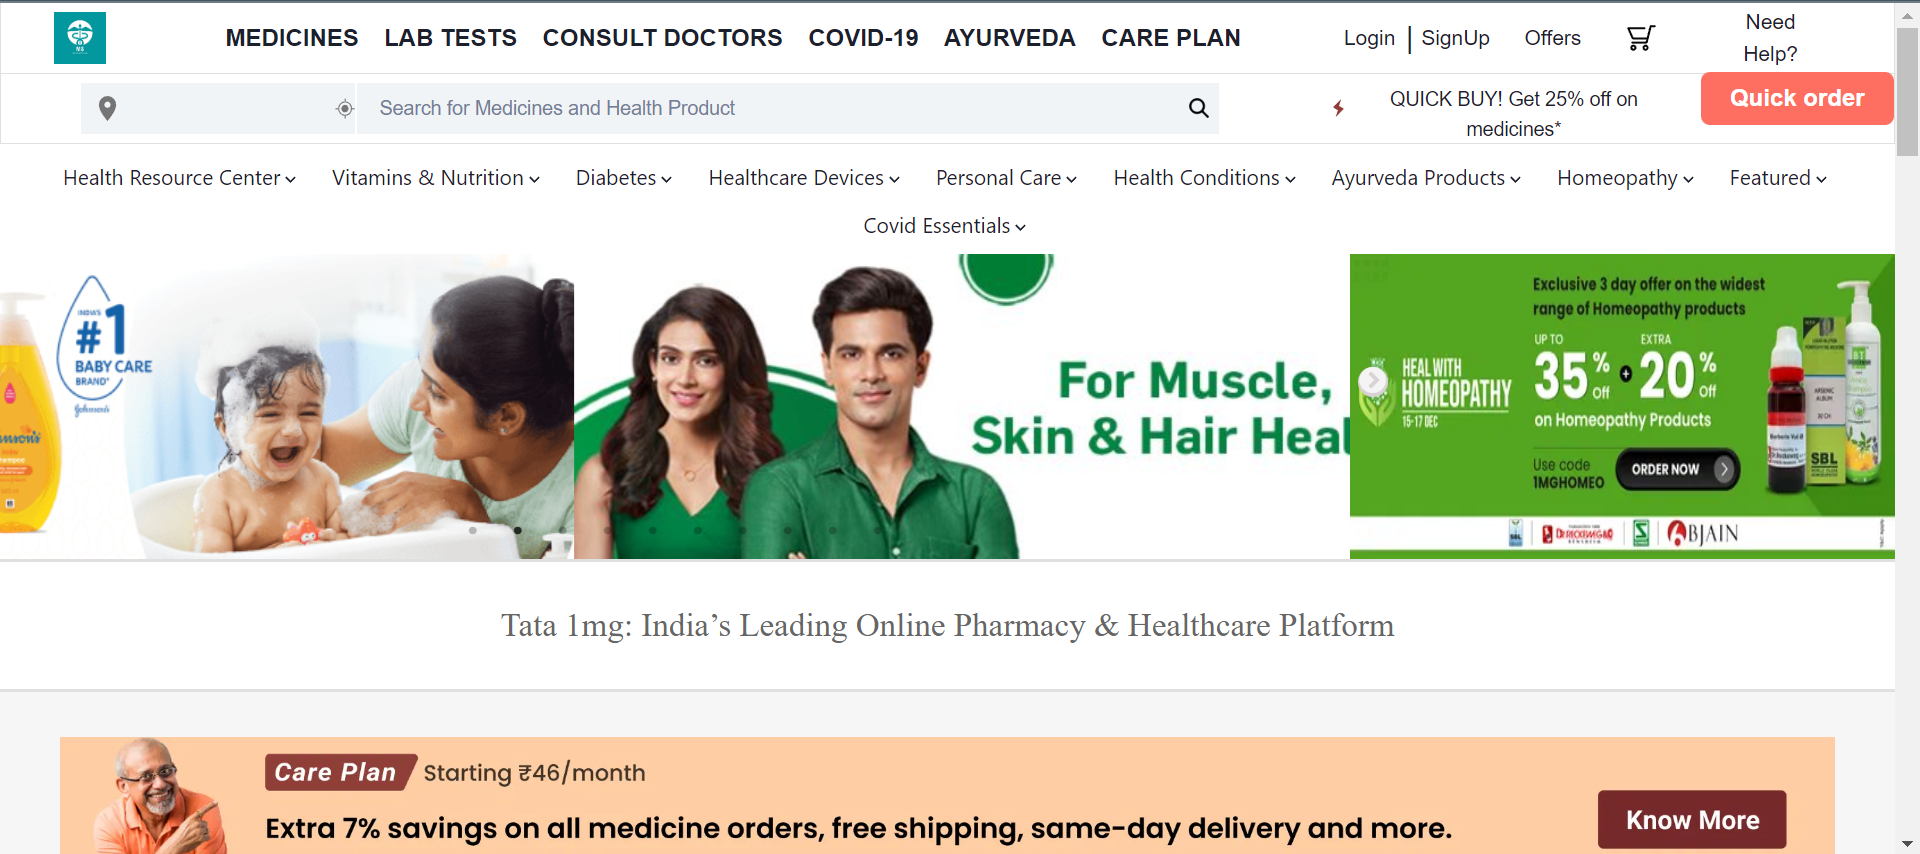 MEDICINES LAB TESTS CONSULT DOCTORS COVID-19 AYURVEDA CARE PLAN Login | SignUp Offers Need
Help?
Search for Medicines and Health Product
QUICK BUY! Get 25% off on
medicines*
Quick order
Health Resource Center Vitamins & Nutrition Diabetes Healthcare Devices Personal Care Health Conditions Ayurveda Products Homeopathy Featured
Covid Essentials
INDIA'S
#1
BABY CARE
BRAND*
Johnson's
For Muscle,
Skin & Hair Heal
HEAL WITH
HOMEOPATHY
15-17 DEC
Exclusive 3 day offer on the widest
range of Homeopathy products
UP TO
35% Off
+
EXTRA
20% Off
on Homeopathy Products
Use code
1MGHOMEO
ORDER NOW
ARSENIC
ALBUM
SBL
SBL
BJAIN
Tata 1mg: India’s Leading Online Pharmacy & Healthcare Platform
Care Plan Starting ₹46/month
Extra 7% savings on all medicine orders, free shipping, same-day delivery and more.
Know More